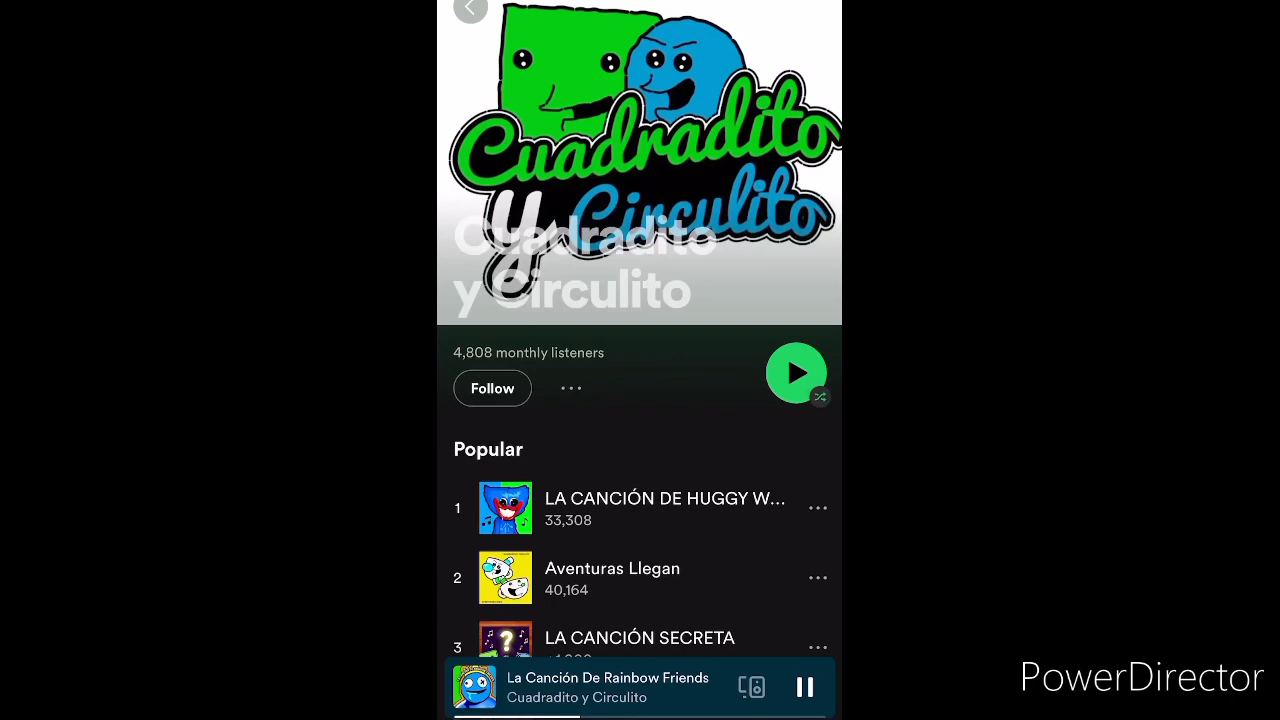 Cuadradito
y Circulito
Cuadradito
y Circulito
4,808 monthly listeners
Follow
Popular
1
LA CANCIÓN DE HUGGY W...
33,308
2
Aventuras Llegan
40,164
3
LA CANCIÓN SECRETA
?
La Canción De Rainbow Friends
Cuadradito y Circulito
PowerDirector